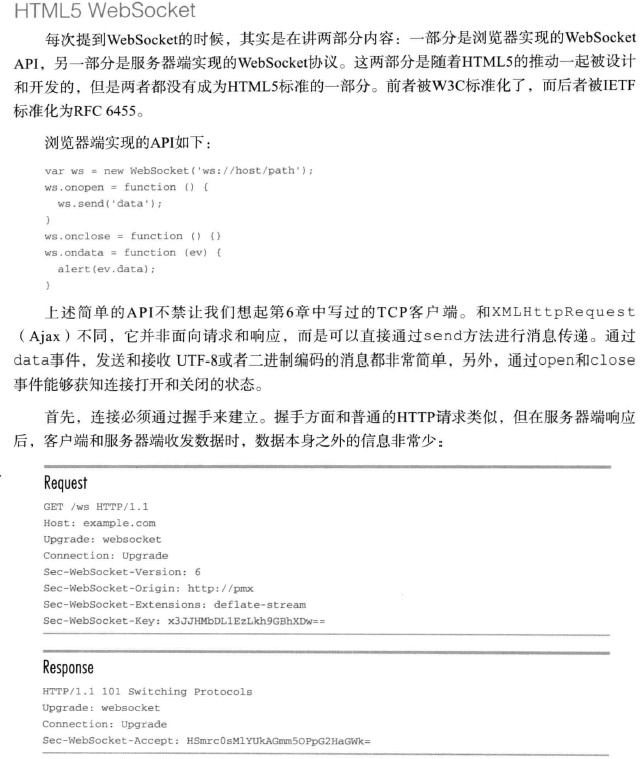 HTML5 WebSocket
每次提到WebSocket的时候，其实是在讲两部分内容：一部分是浏览器实现的WebSocket
API，另一部分是服务器端实现的WebSocket协议。这两部分是随着HTML5的推动一起被设计
和开发的，但是两者都没有成为HTML5标准的一部分。前者被W3C标准化了，而后者被IETF
标准化为RFC 6455。
浏览器端实现的API如下：
var ws = new WebSocket('ws://host/path');
ws.onopen = function () {
  ws.send('data');
}
ws.onclose = function () {}
ws.ondata = function (ev) {
  alert(ev.data);
}
上述简单的API不禁让我们想起第6章中写过的TCP客户端。和XMLHttpRequest
（Ajax）不同，它并非面向请求和响应，而是可以直接通过send方法进行消息传递。通过
data事件，发送和接收 UTF-8或者二进制编码的消息都非常简单，另外，通过open和close
事件能够获知连接打开和关闭的状态。
首先，连接必须通过握手来建立。握手方面和普通的HTTP请求类似，但在服务器端响应
后，客户端和服务器端收发数据时，数据本身之外的信息非常少：
Request
GET /ws HTTP/1.1
Host: example.com
Upgrade: websocket
Connection: Upgrade
Sec-WebSocket-Version: 6
Sec-WebSocket-Origin: http://pmx
Sec-WebSocket-Extensions: deflate-stream
Sec-WebSocket-Key: x3JJHMbDL1EzLkh9GBhXDw==
Response
HTTP/1.1 101 Switching Protocols
Upgrade: websocket
Connection: Upgrade
Sec-WebSocket-Accept: HSmrc0sMlYUkAGmm5OPpG2HaGWk=